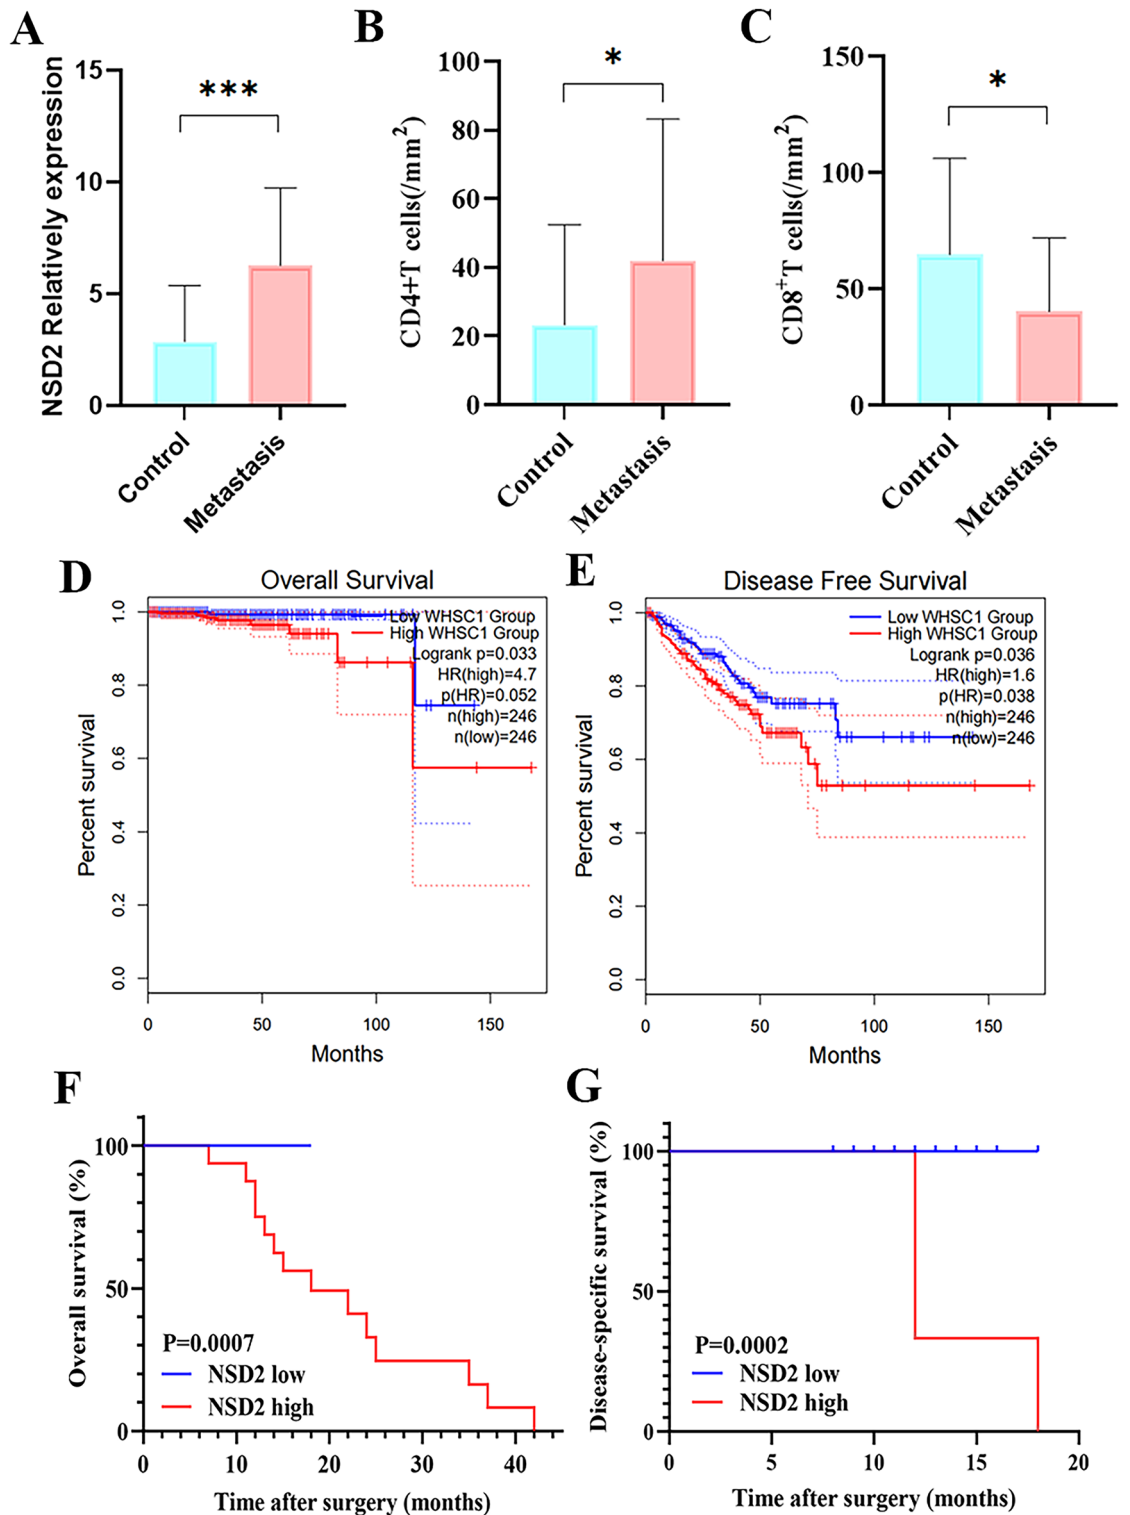 A
NSD2 Relatively expression
15
10
5
0
***
Control
Metastasis
B
CD4+T cells(/mm²)
100
80
60
40
20
0
*
Control
Metastasis
C
CD8⁺T cells(/mm²)
150
100
50
0
*
Control
Metastasis
D
Overall Survival
Percent survival
1.0
0.8
0.6
0.4
0.2
0.0
Low WHSC1 Group
High WHSC1 Group
Logrank p=0.033
HR(high)=4.7
p(HR)=0.052
n(high)=246
n(low)=246
0 50 100 150
Months
E
Disease Free Survival
Percent survival
1.0
0.8
0.6
0.4
0.2
0.0
Low WHSC1 Group
High WHSC1 Group
Logrank p=0.036
HR(high)=1.6
p(HR)=0.038
n(high)=246
n(low)=246
0 50 100 150
Months
F
Overall survival (%)
100
50
0
P=0.0007
NSD2 low
NSD2 high
0 10 20 30 40
Time after surgery (months)
G
Disease-specific survival (%)
100
50
0
P=0.0002
NSD2 low
NSD2 high
0 5 10 15 20
Time after surgery (months)